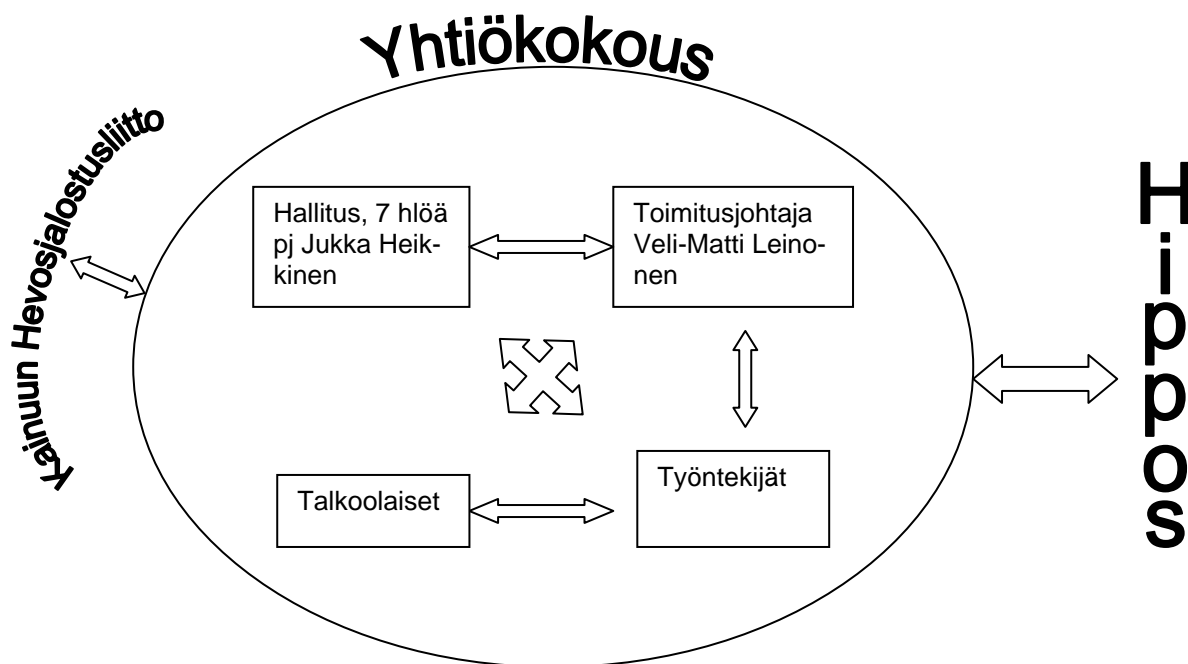 Yhtiökokous
Kainuun Hevosjalostusliitto
Hallitus, 7 hlöä
pj Jukka Heik-
kinen
Toimitusjohtaja
Veli-Matti Leino-
nen
Talkoolaiset
Työntekijät
Hippos